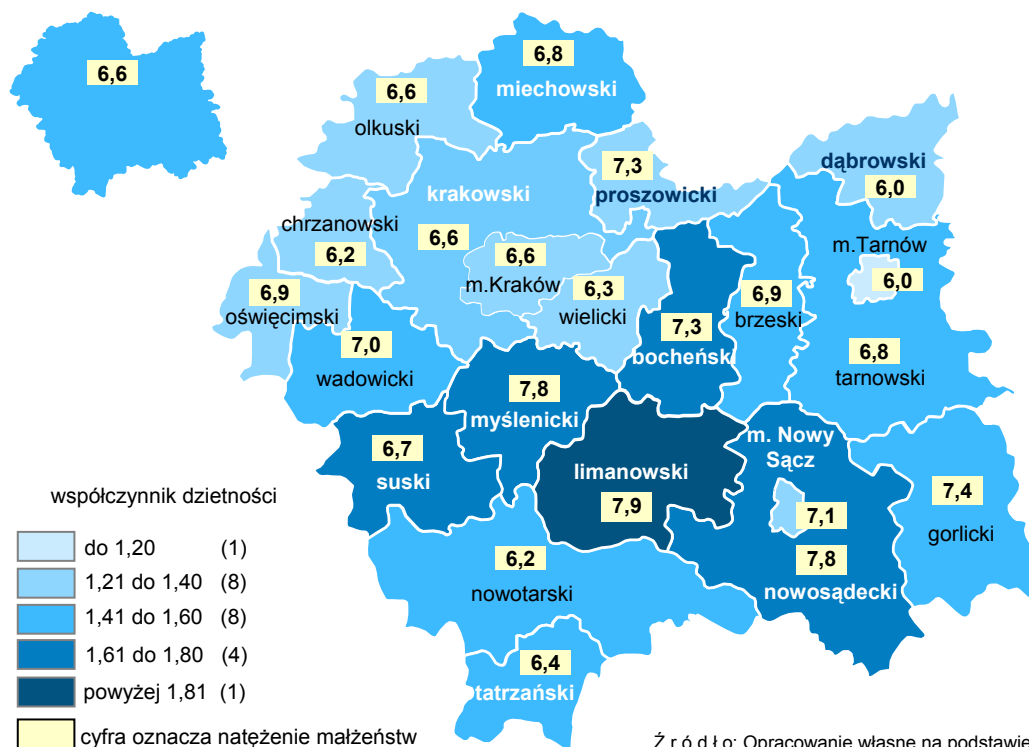 6,6
6,8
miechowski
6,6
olkuski
7,3
proszowicki
dąbrowski
6,0
krakowski
6,6
chrzanowski
6,2
6,6
m.Kraków
m.Tarnów
6,0
6,9
oświęcimski
6,3
wielicki
7,3
bocheński
6,9
brzeski
7,0
wadowicki
6,8
tarnowski
7,8
myślenicki
6,7
suski
limanowski
7,9
m. Nowy
Sącz
7,1
7,8
nowosądecki
7,4
gorlicki
6,2
nowotarski
6,4
tatrzański
współczynnik dzietności
do 1,20 (1)
1,21 do 1,40 (8)
1,41 do 1,60 (8)
1,61 do 1,80 (4)
powyżej 1,81 (1)
cyfra oznacza natężenie małżeństw
Ź r ó d ł o: Opracowanie własne na podstawie